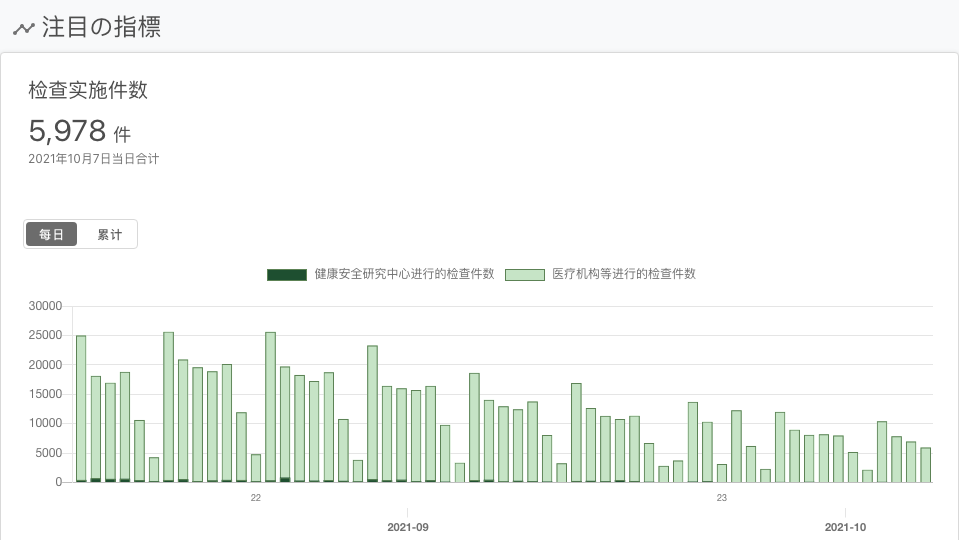 注目の指標
检查实施件数
5,978 件
2021年10月7日当日合计
每日 累计
健康安全研究中心进行的检查件数 医疗机构等进行的检查件数
30000
25000
20000
15000
10000
5000
0
22 23
2021-09 2021-10